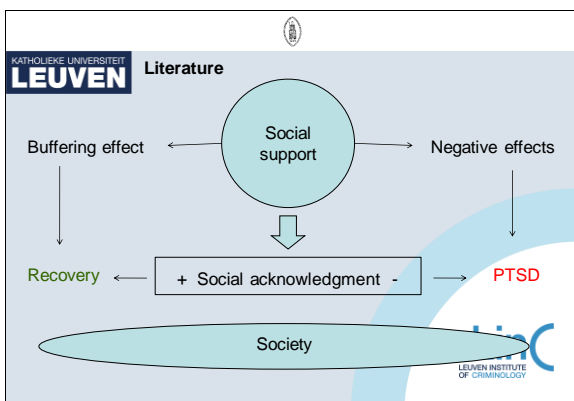 KATHOLIEKE UNIVERSITEIT
LEUVEN
Literature
Social
support
Buffering effect
Negative effects
Recovery
+ Social acknowledgment -
PTSD
Society
LEUVEN INSTITUTE
OF CRIMINOLOGY